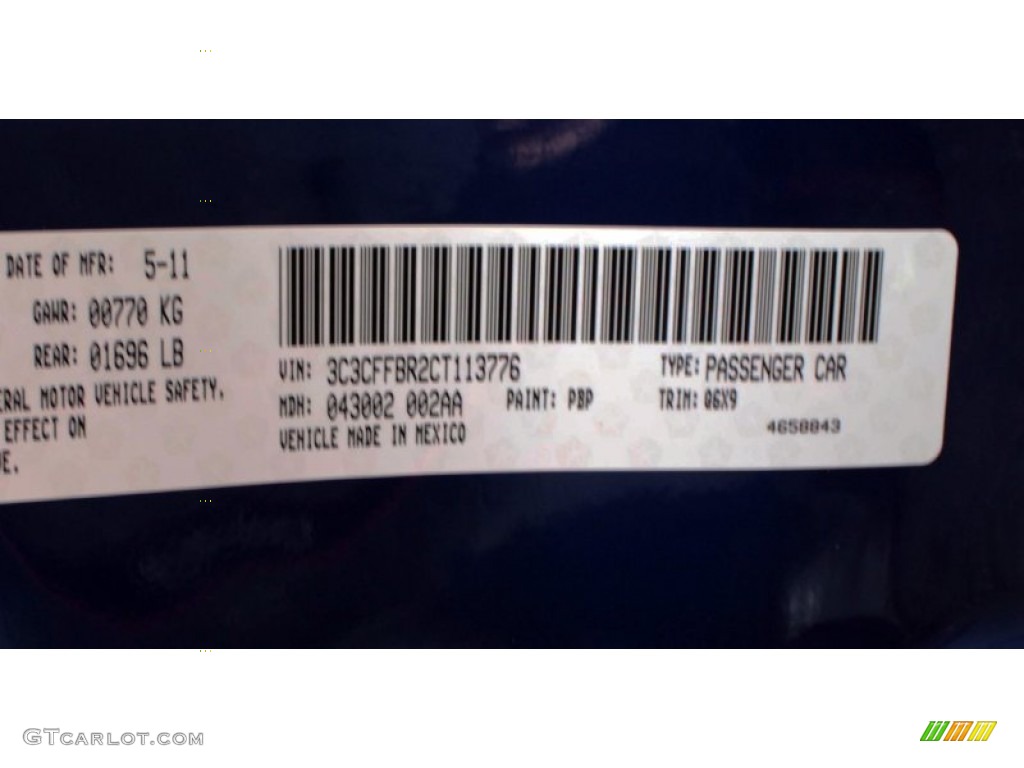 DATE OF MFR: 5-11
GAWR: 00770 KG
REAR: 01696 LB
ERAL MOTOR VEHICLE SAFETY,
EFFECT ON
VIN: 3C3CFFBR2CT113776 TYPE: PASSENGER CAR
MDH: 043002 002AA PAINT: PBP TRIM: Q6X9
VEHICLE MADE IN MEXICO 4658843
GTCARLOT.COM